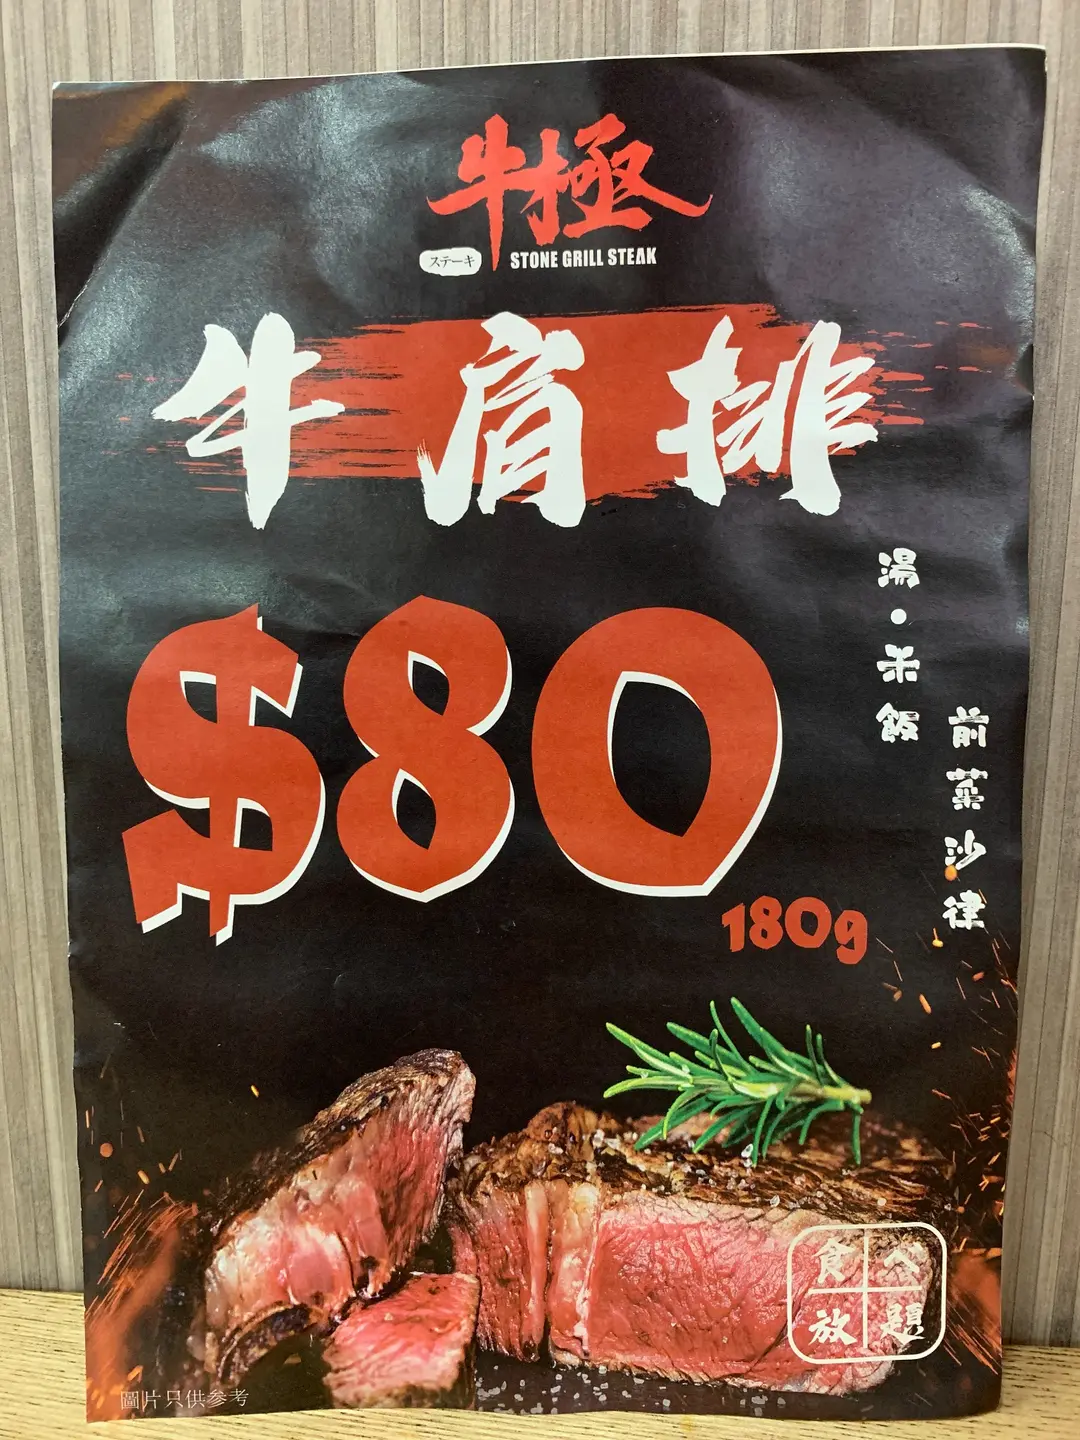 牛極
ステーキ STONE GRILL STEAK
牛肩排
湯・米飯
前菜沙律
$80
180g
食べ
放題
圖片只供參考